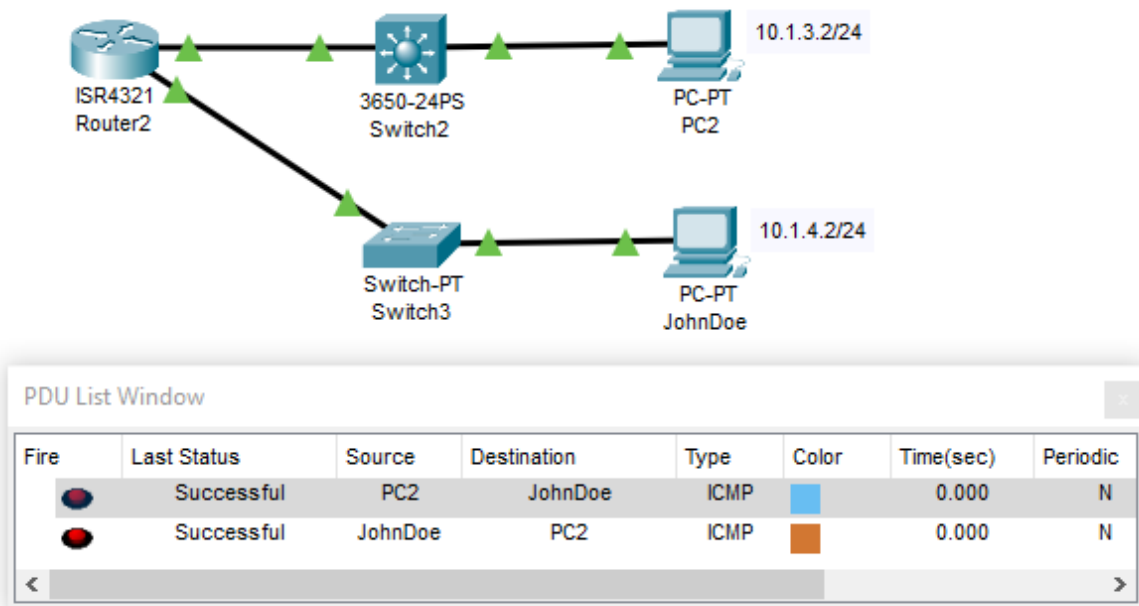 10.1.3.2/24
ISR4321
Router2
3650-24PS
Switch2
PC-PT
PC2
10.1.4.2/24
Switch-PT
Switch3
PC-PT
JohnDoe
PDU List Window
x
Fire Last Status Source Destination Type Color Time(sec) Periodic
Successful PC2 JohnDoe ICMP 0.000 N
Successful JohnDoe PC2 ICMP 0.000 N